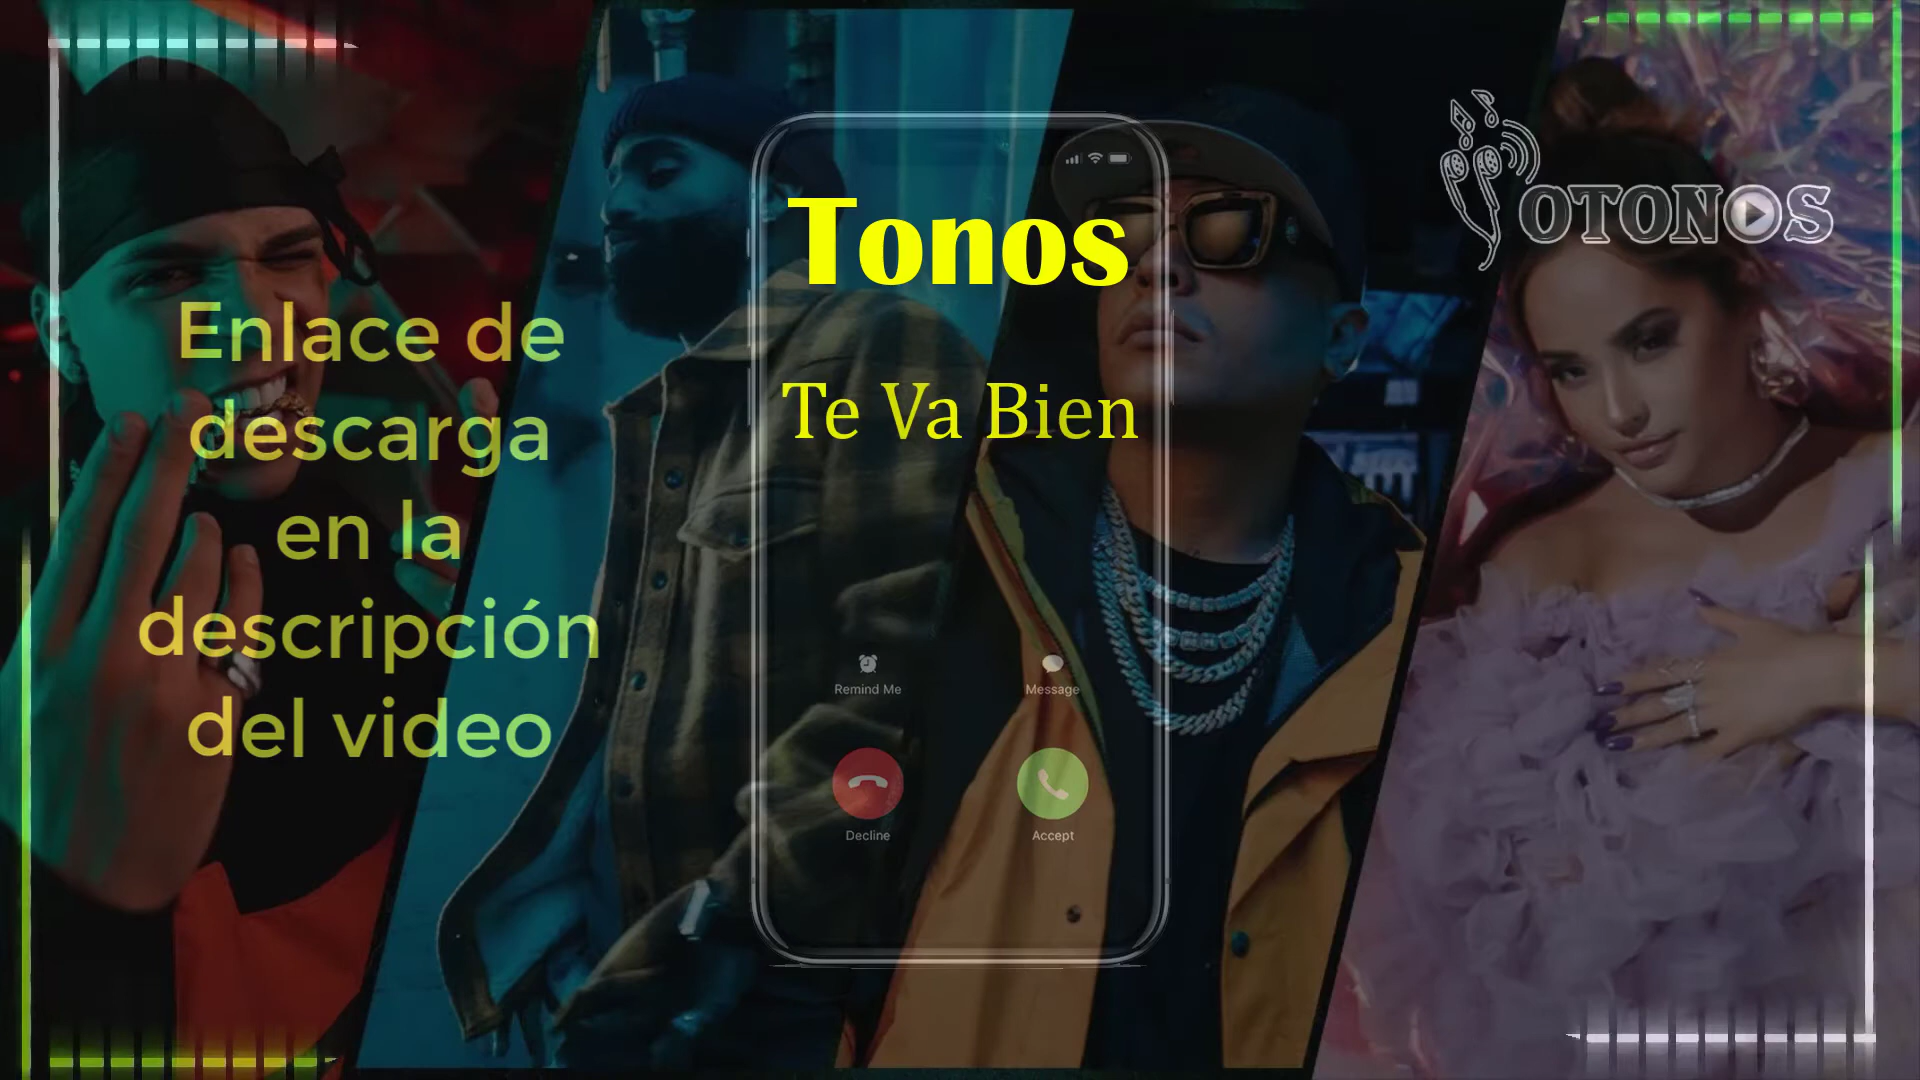 OTONOS
Tonos
Te Va Bien
Enlace de
descarga
en la
descripción
del video
Remind Me
Message
Decline
Accept